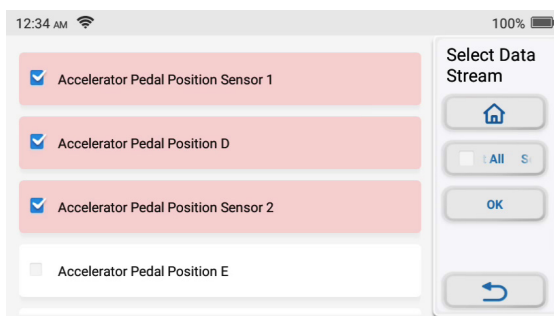 12:34 AM
100%
Accelerator Pedal Position Sensor 1
Accelerator Pedal Position D
Accelerator Pedal Position Sensor 2
Accelerator Pedal Position E
Select Data
Stream
All
OK